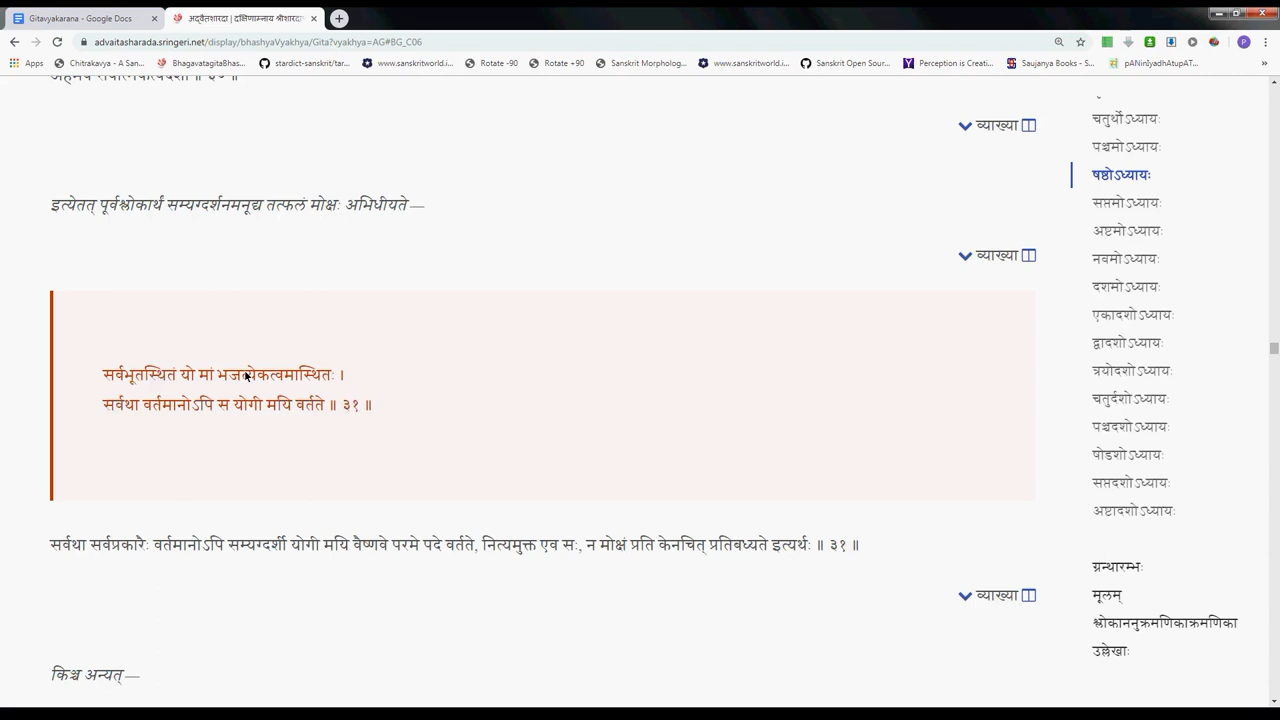 Gitavyakarana - Google Docs
अद्वैतशारदा | दक्षिणाम्नाय श्रीशारदा
advaitasharada.sringeri.net/display/bhashyaVyakhya/Gita?vyakhya=AG#BG_C06
Apps Chitrakavya - A San... BhagavatagitaBhas... stardict-sanskrit/tar... www.sanskritworld.i... Rotate -90 Rotate +90 Sanskrit Morpholog... www.sanskritworld.i... Sanskrit Open Sour... Perception is Creati... Saujanya Books - S... pANinIyadhAtupAT... »
व्याख्या
इत्येतत् पूर्वश्लोकार्थं सम्यग्दर्शनमनूद्य तत्फलं मोक्षः अभिधीयते —
व्याख्या
सर्वभूतस्थितं यो मां भजत्येकत्वमास्थितः ।
सर्वथा वर्तमानोऽपि स योगी मयि वर्तते ॥ ३१ ॥
सर्वथा सर्वप्रकारैः वर्तमानोऽपि सम्यग्दर्शी योगी मयि वैष्णवे परमे पदे वर्तते, नित्यमुक्त एव सः, न मोक्षं प्रति केनचित् प्रतिबध्यते इत्यर्थः ॥ ३१ ॥
व्याख्या
किञ्च अन्यत् —
चतुर्थोऽध्यायः
पञ्चमोऽध्यायः
षष्ठोऽध्यायः
सप्तमोऽध्यायः
अष्टमोऽध्यायः
नवमोऽध्यायः
दशमोऽध्यायः
एकादशोऽध्यायः
द्वादशोऽध्यायः
त्रयोदशोऽध्यायः
चतुर्दशोऽध्यायः
पञ्चदशोऽध्यायः
षोडशोऽध्यायः
सप्तदशोऽध्यायः
अष्टादशोऽध्यायः
ग्रन्थारम्भः
मूलम्
श्लोकाननुक्रमणिकाक्रमणिका
उल्लेखाः